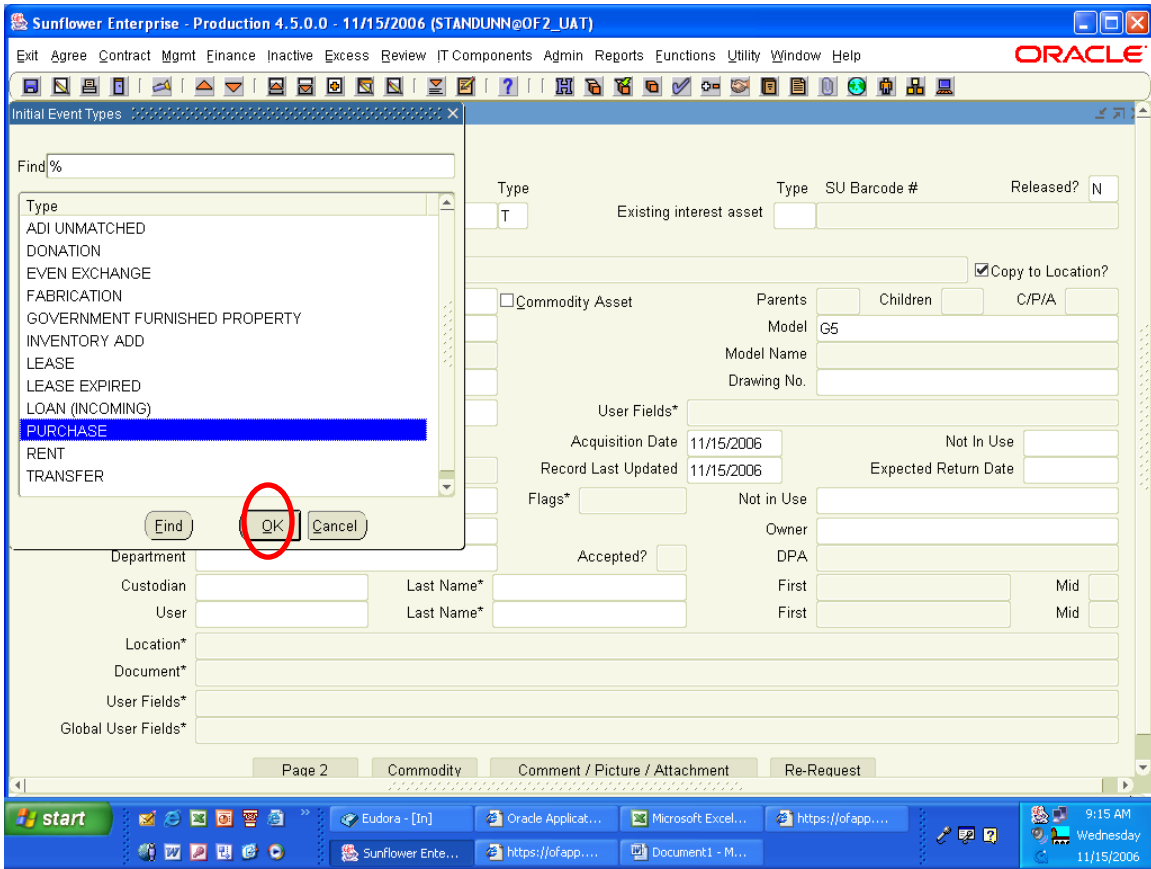 Sunflower Enterprise - Production 4.5.0.0 - 11/15/2006 (STANDUNN@OF2_UAT)
Exit Agree Contract Mgmt Finance Inactive Excess Review IT Components Admin Reports Functions Utility Window Help ORACLE
Initial Event Types
Find %
Type
ADI UNMATCHED
DONATION
EVEN EXCHANGE
FABRICATION
GOVERNMENT FURNISHED PROPERTY
INVENTORY ADD
LEASE
LEASE EXPIRED
LOAN (INCOMING)
PURCHASE
RENT
TRANSFER
Find OK Cancel
Type Type SU Barcode # Released? N
T Existing interest asset
Copy to Location?
Commodity Asset Parents Children C/P/A
Model G5
Model Name
Drawing No.
User Fields*
Acquisition Date 11/15/2006 Not In Use
Record Last Updated 11/15/2006 Expected Return Date
Flags* Not in Use
Owner
Department Accepted? DPA
Custodian Last Name* First Mid
User Last Name* First Mid
Location*
Document*
User Fields*
Global User Fields*
Page 2 Commodity Comment / Picture / Attachment Re-Request
start Eudora - [In] Oracle Applicat... Microsoft Excel... https://ofapp.... 9:15 AM
Wednesday
Sunflower Ente... https://ofapp.... Document1 - M... 11/15/2006